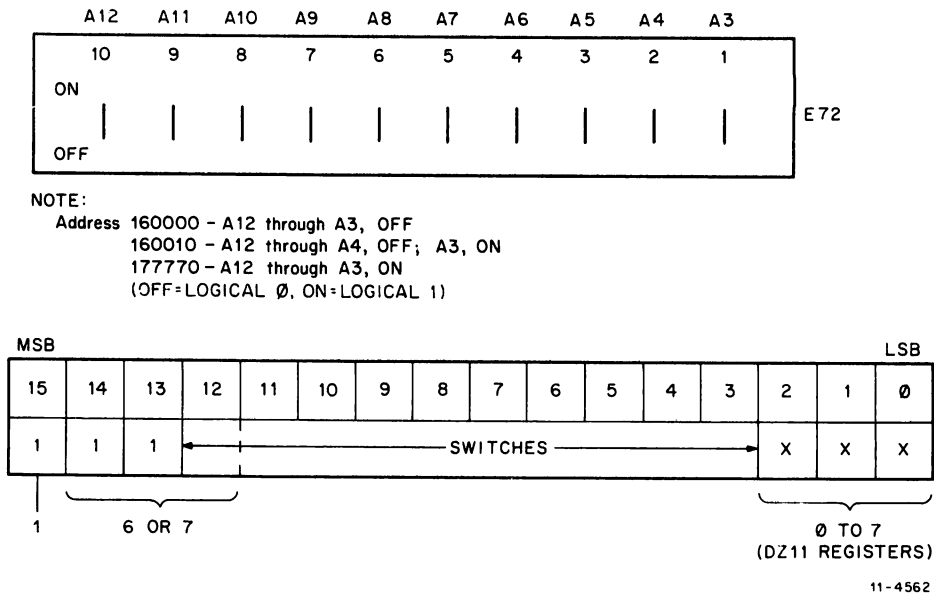 A12 A11 A10 A9 A8 A7 A6 A5 A4 A3
10 9 8 7 6 5 4 3 2 1
ON
E72
OFF
NOTE:
Address 160000 - A12 through A3, OFF
160010 - A12 through A4, OFF; A3, ON
177770 - A12 through A3, ON
(OFF=LOGICAL Ø, ON=LOGICAL 1)
MSB LSB
15 14 13 12 11 10 9 8 7 6 5 4 3 2 1 Ø
1 1 1 SWITCHES X X X
1 6 OR 7 Ø TO 7
(DZ11 REGISTERS)
11-4562